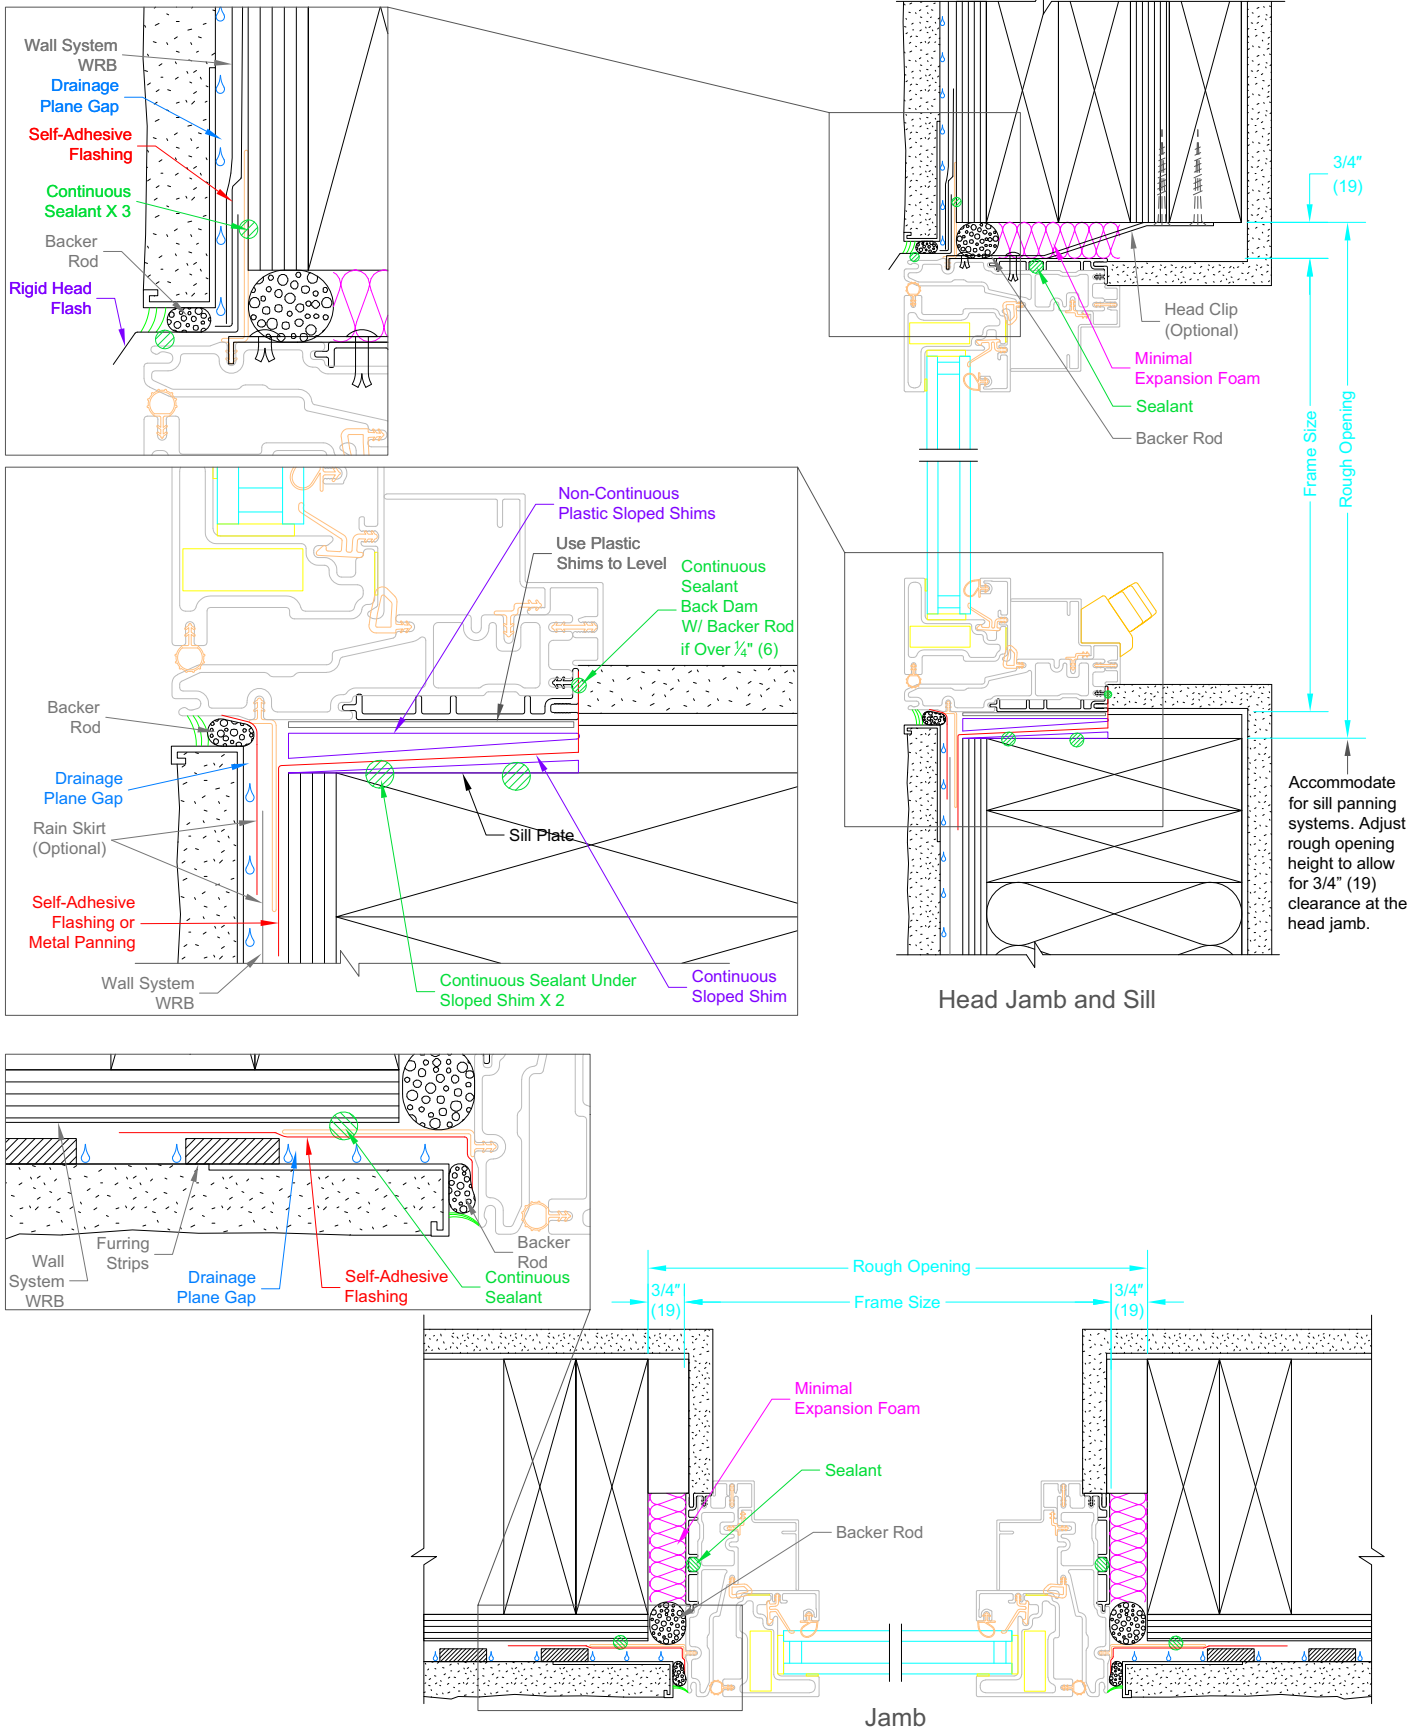 Wall System
WRB
Drainage
Plane Gap
Self-Adhesive
Flashing
Continuous
Sealant X 3
Backer
Rod
Rigid Head
Flash
3/4"
(19)
Head Clip
(Optional)
Minimal
Expansion Foam
Sealant
Backer Rod
Frame Size
Rough Opening
Non-Continuous
Plastic Sloped Shims
Use Plastic
Shims to Level
Continuous
Sealant
Back Dam
W/ Backer Rod
if Over ¼" (6)
Backer
Rod
Drainage
Plane Gap
Rain Skirt
(Optional)
Sill Plate
Self-Adhesive
Flashing or
Metal Panning
Wall System
WRB
Continuous Sealant Under
Sloped Shim X 2
Continuous
Sloped Shim
Accommodate
for sill panning
systems. Adjust
rough opening
height to allow
for 3/4" (19)
clearance at the
head jamb.
Head Jamb and Sill
Wall
System
WRB
Furring
Strips
Drainage
Plane Gap
Self-Adhesive
Flashing
Backer
Rod
Continuous
Sealant
Rough Opening
3/4"
(19)
Frame Size
3/4"
(19)
Minimal
Expansion Foam
Sealant
Backer Rod
Jamb